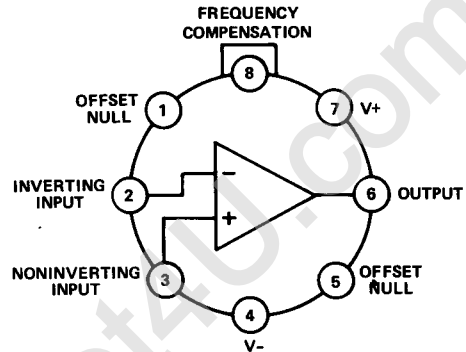 FREQUENCY
COMPENSATION
8
OFFSET
NULL
1
7
V+
INVERTING
INPUT
2
−
6
OUTPUT
+
NONINVERTING
INPUT
3
5
OFFSET
NULL
4
V−